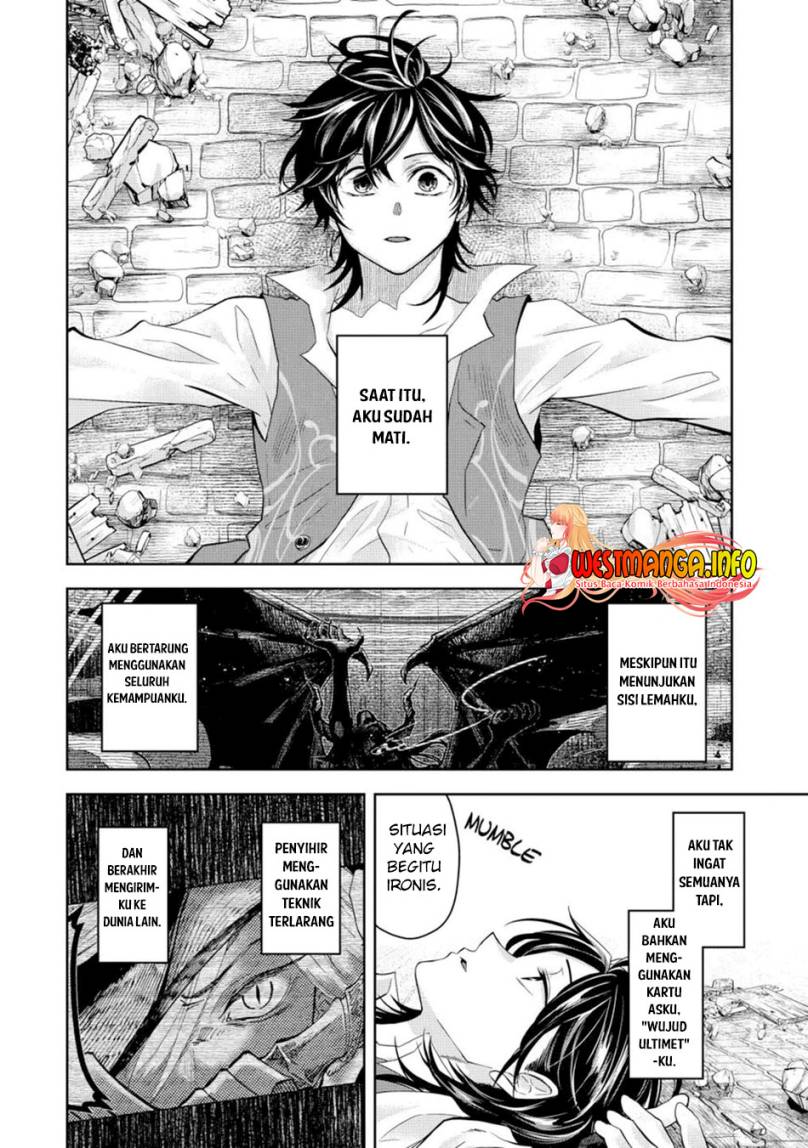 SAAT ITU,
AKU SUDAH
MATI.
WESTMANGA.INFO
Situs Baca Komik Berbahasa Indonesia
MESKIPUN ITU
MENUNJUKAN
SISI LEMAHKU,
AKU BERTARUNG
MENGGUNAKAN
SELURUH
KEMAMPUANKU.
AKU TAK
INGAT
SEMUANYA
TAPI,
AKU
BAHKAN
MENG-
GUNAKAN
KARTU
ASKU,
"WUJUD
ULTIMET"
-KU.
MUMBLE
SITUASI
YANG
BEGITU
IRONIS.
PENYIHIR
MENG-
GUNAKAN
TEKNIK
TERLARANG
DAN
BERAKHIR
MENGIRIM-
KU KE
DUNIA LAIN.